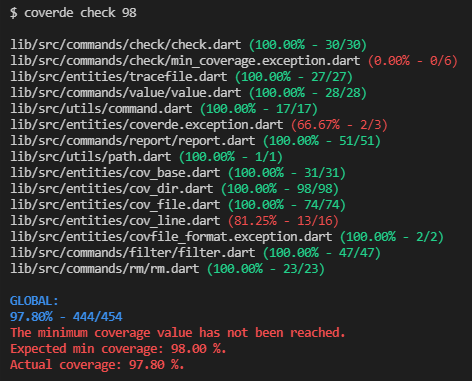 $ coverde check 98
lib/src/commands/check/check.dart (100.00% - 30/30)
lib/src/commands/check/min_coverage.exception.dart (0.00% - 0/6)
lib/src/entities/tracefile.dart (100.00% - 27/27)
lib/src/commands/value/value.dart (100.00% - 28/28)
lib/src/utils/command.dart (100.00% - 17/17)
lib/src/entities/coverde.exception.dart (66.67% - 2/3)
lib/src/commands/report/report.dart (100.00% - 51/51)
lib/src/utils/path.dart (100.00% - 1/1)
lib/src/entities/cov_base.dart (100.00% - 31/31)
lib/src/entities/cov_dir.dart (100.00% - 98/98)
lib/src/entities/cov_file.dart (100.00% - 74/74)
lib/src/entities/cov_line.dart (81.25% - 13/16)
lib/src/entities/covfile_format.exception.dart (100.00% - 2/2)
lib/src/commands/filter/filter.dart (100.00% - 47/47)
lib/src/commands/rm/rm.dart (100.00% - 23/23)
GLOBAL:
97.80% - 444/454
The minimum coverage value has not been reached.
Expected min coverage: 98.00 %.
Actual coverage: 97.80 %.